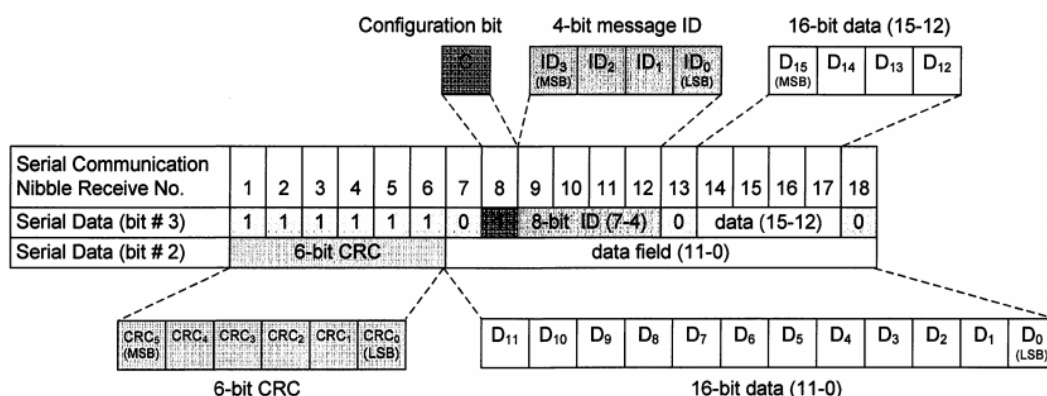 Configuration bit 4-bit message ID 16-bit data (15-12)
C ID3 (MSB) ID2 ID1 ID0 (LSB) D15 (MSB) D14 D13 D12
Serial Communication
Nibble Receive No. 1 2 3 4 5 6 7 8 9 10 11 12 13 14 15 16 17 18
Serial Data (bit # 3) 1 1 1 1 1 1 0 1 8-bit ID (7-4) 0 data (15-12) 0
Serial Data (bit # 2) 6-bit CRC data field (11-0)
CRC5 (MSB) CRC4 CRC3 CRC2 CRC1 CRC0 (LSB) D11 D10 D9 D8 D7 D6 D5 D4 D3 D2 D1 D0 (LSB)
6-bit CRC 16-bit data (11-0)